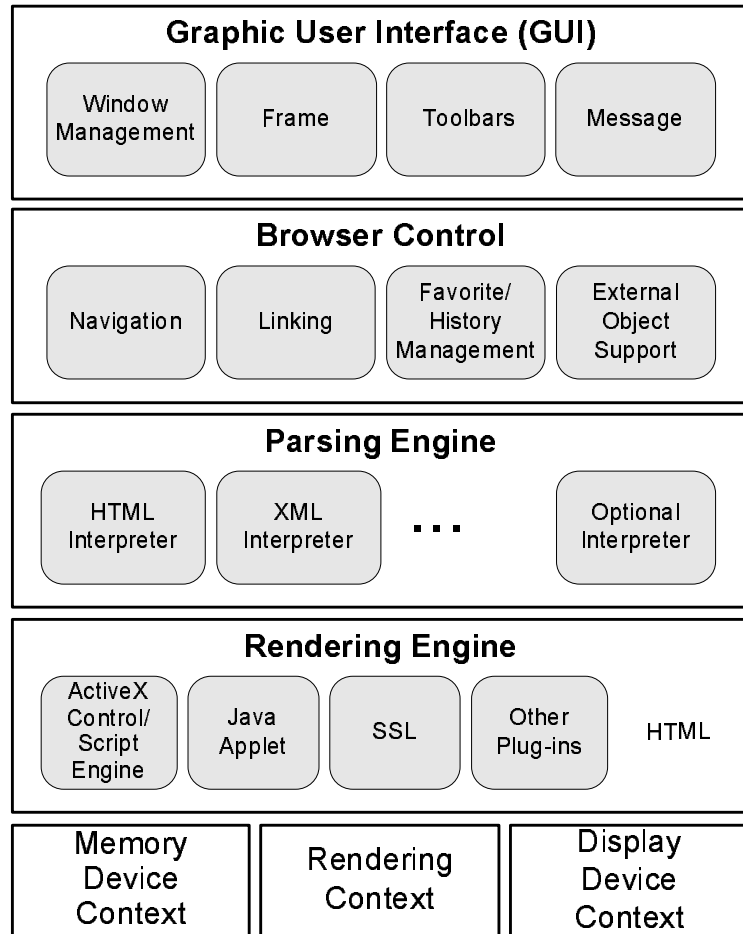 Graphic User Interface (GUI)
Window
Management
Frame
Toolbars
Message
Browser Control
Navigation
Linking
Favorite/
History
Management
External
Object
Support
Parsing Engine
HTML
Interpreter
XML
Interpreter
...
Optional
Interpreter
Rendering Engine
ActiveX
Control/
Script
Engine
Java
Applet
SSL
Other
Plug-ins
HTML
Memory
Device
Context
Rendering
Context
Display
Device
Context